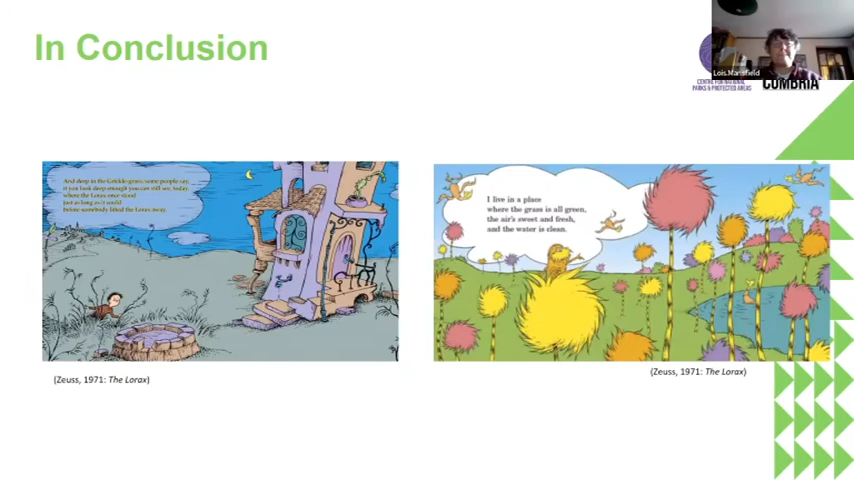 In Conclusion
Lois.Mansfield
CENTRE FOR NATIONAL
PARKS & PROTECTED AREAS
CUMBRIA
And deep in the Grickle-grass, some people say,
if you look deep enough you can still see, today,
where the Lorax once stood
just as long as it could
before somebody lifted the Lorax away.
I live in a place
where the grass is all green,
the air's sweet and fresh,
and the water is clean.
(Zeuss, 1971: The Lorax)
(Zeuss, 1971: The Lorax)